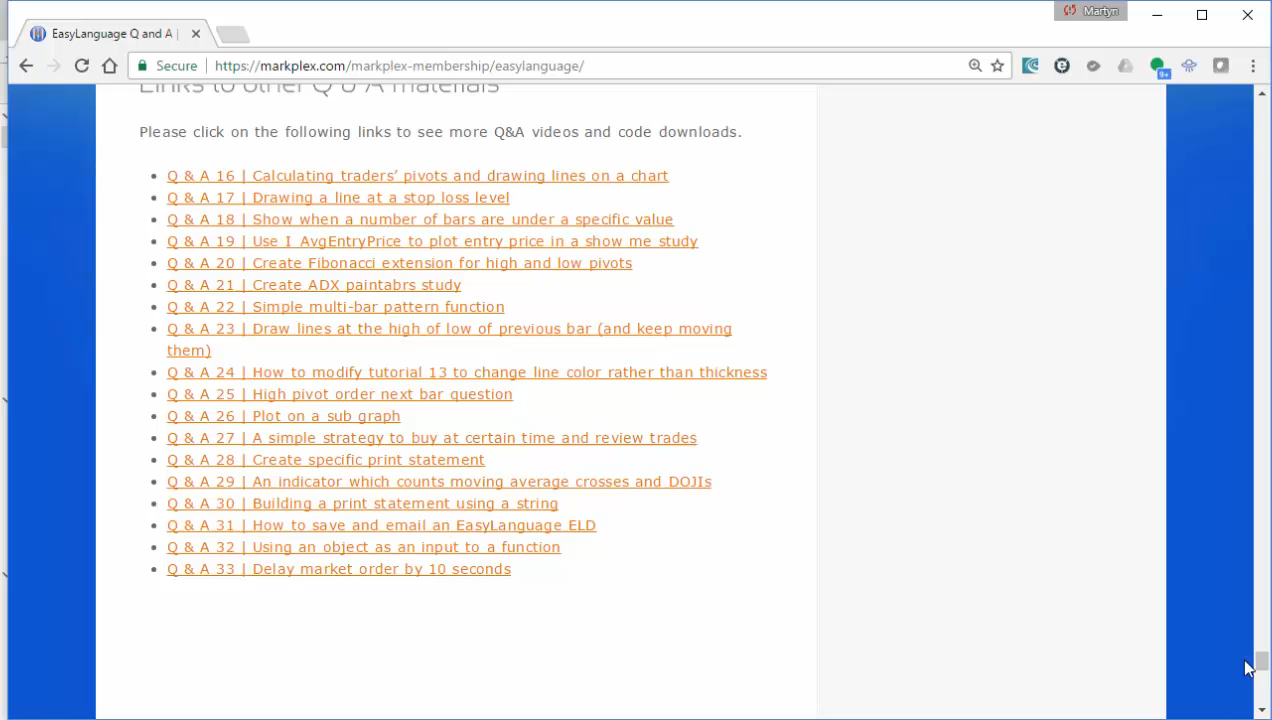 Martyn
EasyLanguage Q and A |
Secure | https://markplex.com/markplex-membership/easylanguage/
9+
Links to other Q & A materials
Please click on the following links to see more Q&A videos and code downloads.
Q & A 16 | Calculating traders’ pivots and drawing lines on a chart
Q & A 17 | Drawing a line at a stop loss level
Q & A 18 | Show when a number of bars are under a specific value
Q & A 19 | Use I_AvgEntryPrice to plot entry price in a show me study
Q & A 20 | Create Fibonacci extension for high and low pivots
Q & A 21 | Create ADX paintabrs study
Q & A 22 | Simple multi-bar pattern function
Q & A 23 | Draw lines at the high of low of previous bar (and keep moving
them)
Q & A 24 | How to modify tutorial 13 to change line color rather than thickness
Q & A 25 | High pivot order next bar question
Q & A 26 | Plot on a sub graph
Q & A 27 | A simple strategy to buy at certain time and review trades
Q & A 28 | Create specific print statement
Q & A 29 | An indicator which counts moving average crosses and DOJIs
Q & A 30 | Building a print statement using a string
Q & A 31 | How to save and email an EasyLanguage ELD
Q & A 32 | Using an object as an input to a function
Q & A 33 | Delay market order by 10 seconds